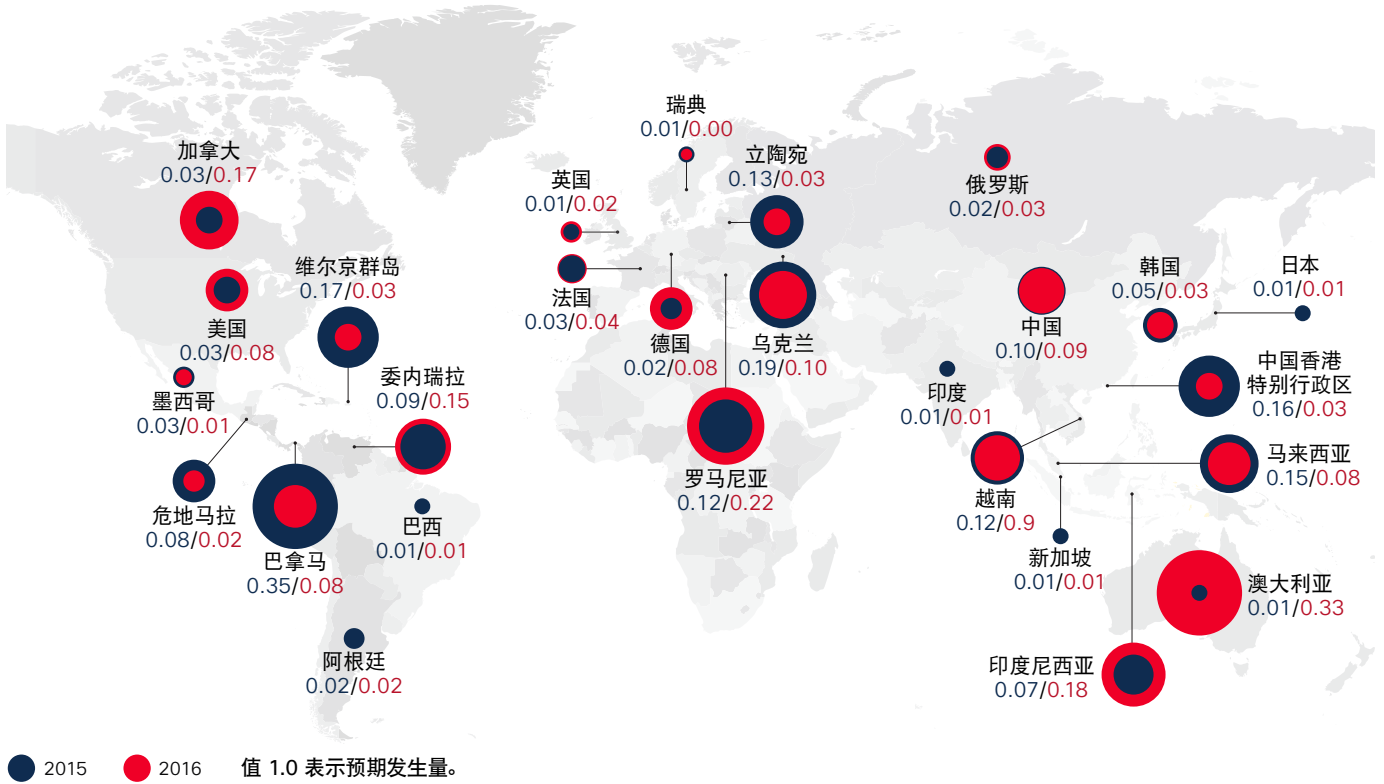 瑞典
0.01/0.00
加拿大
0.03/0.17
英国
0.01/0.02
立陶宛
0.13/0.03
俄罗斯
0.02/0.03
维尔京群岛
0.17/0.03
美国
0.03/0.08
法国
0.03/0.04
德国
0.02/0.08
乌克兰
0.19/0.10
中国
0.10/0.09
韩国
0.05/0.03
日本
0.01/0.01
墨西哥
0.03/0.01
委内瑞拉
0.09/0.15
印度
0.01/0.01
中国香港
特别行政区
0.16/0.03
危地马拉
0.08/0.02
巴拿马
0.35/0.08
巴西
0.01/0.01
罗马尼亚
0.12/0.22
越南
0.12/0.9
马来西亚
0.15/0.08
新加坡
0.01/0.01
澳大利亚
0.01/0.33
阿根廷
0.02/0.02
印度尼西亚
0.07/0.18
2015 2016 值 1.0 表示预期发生量。